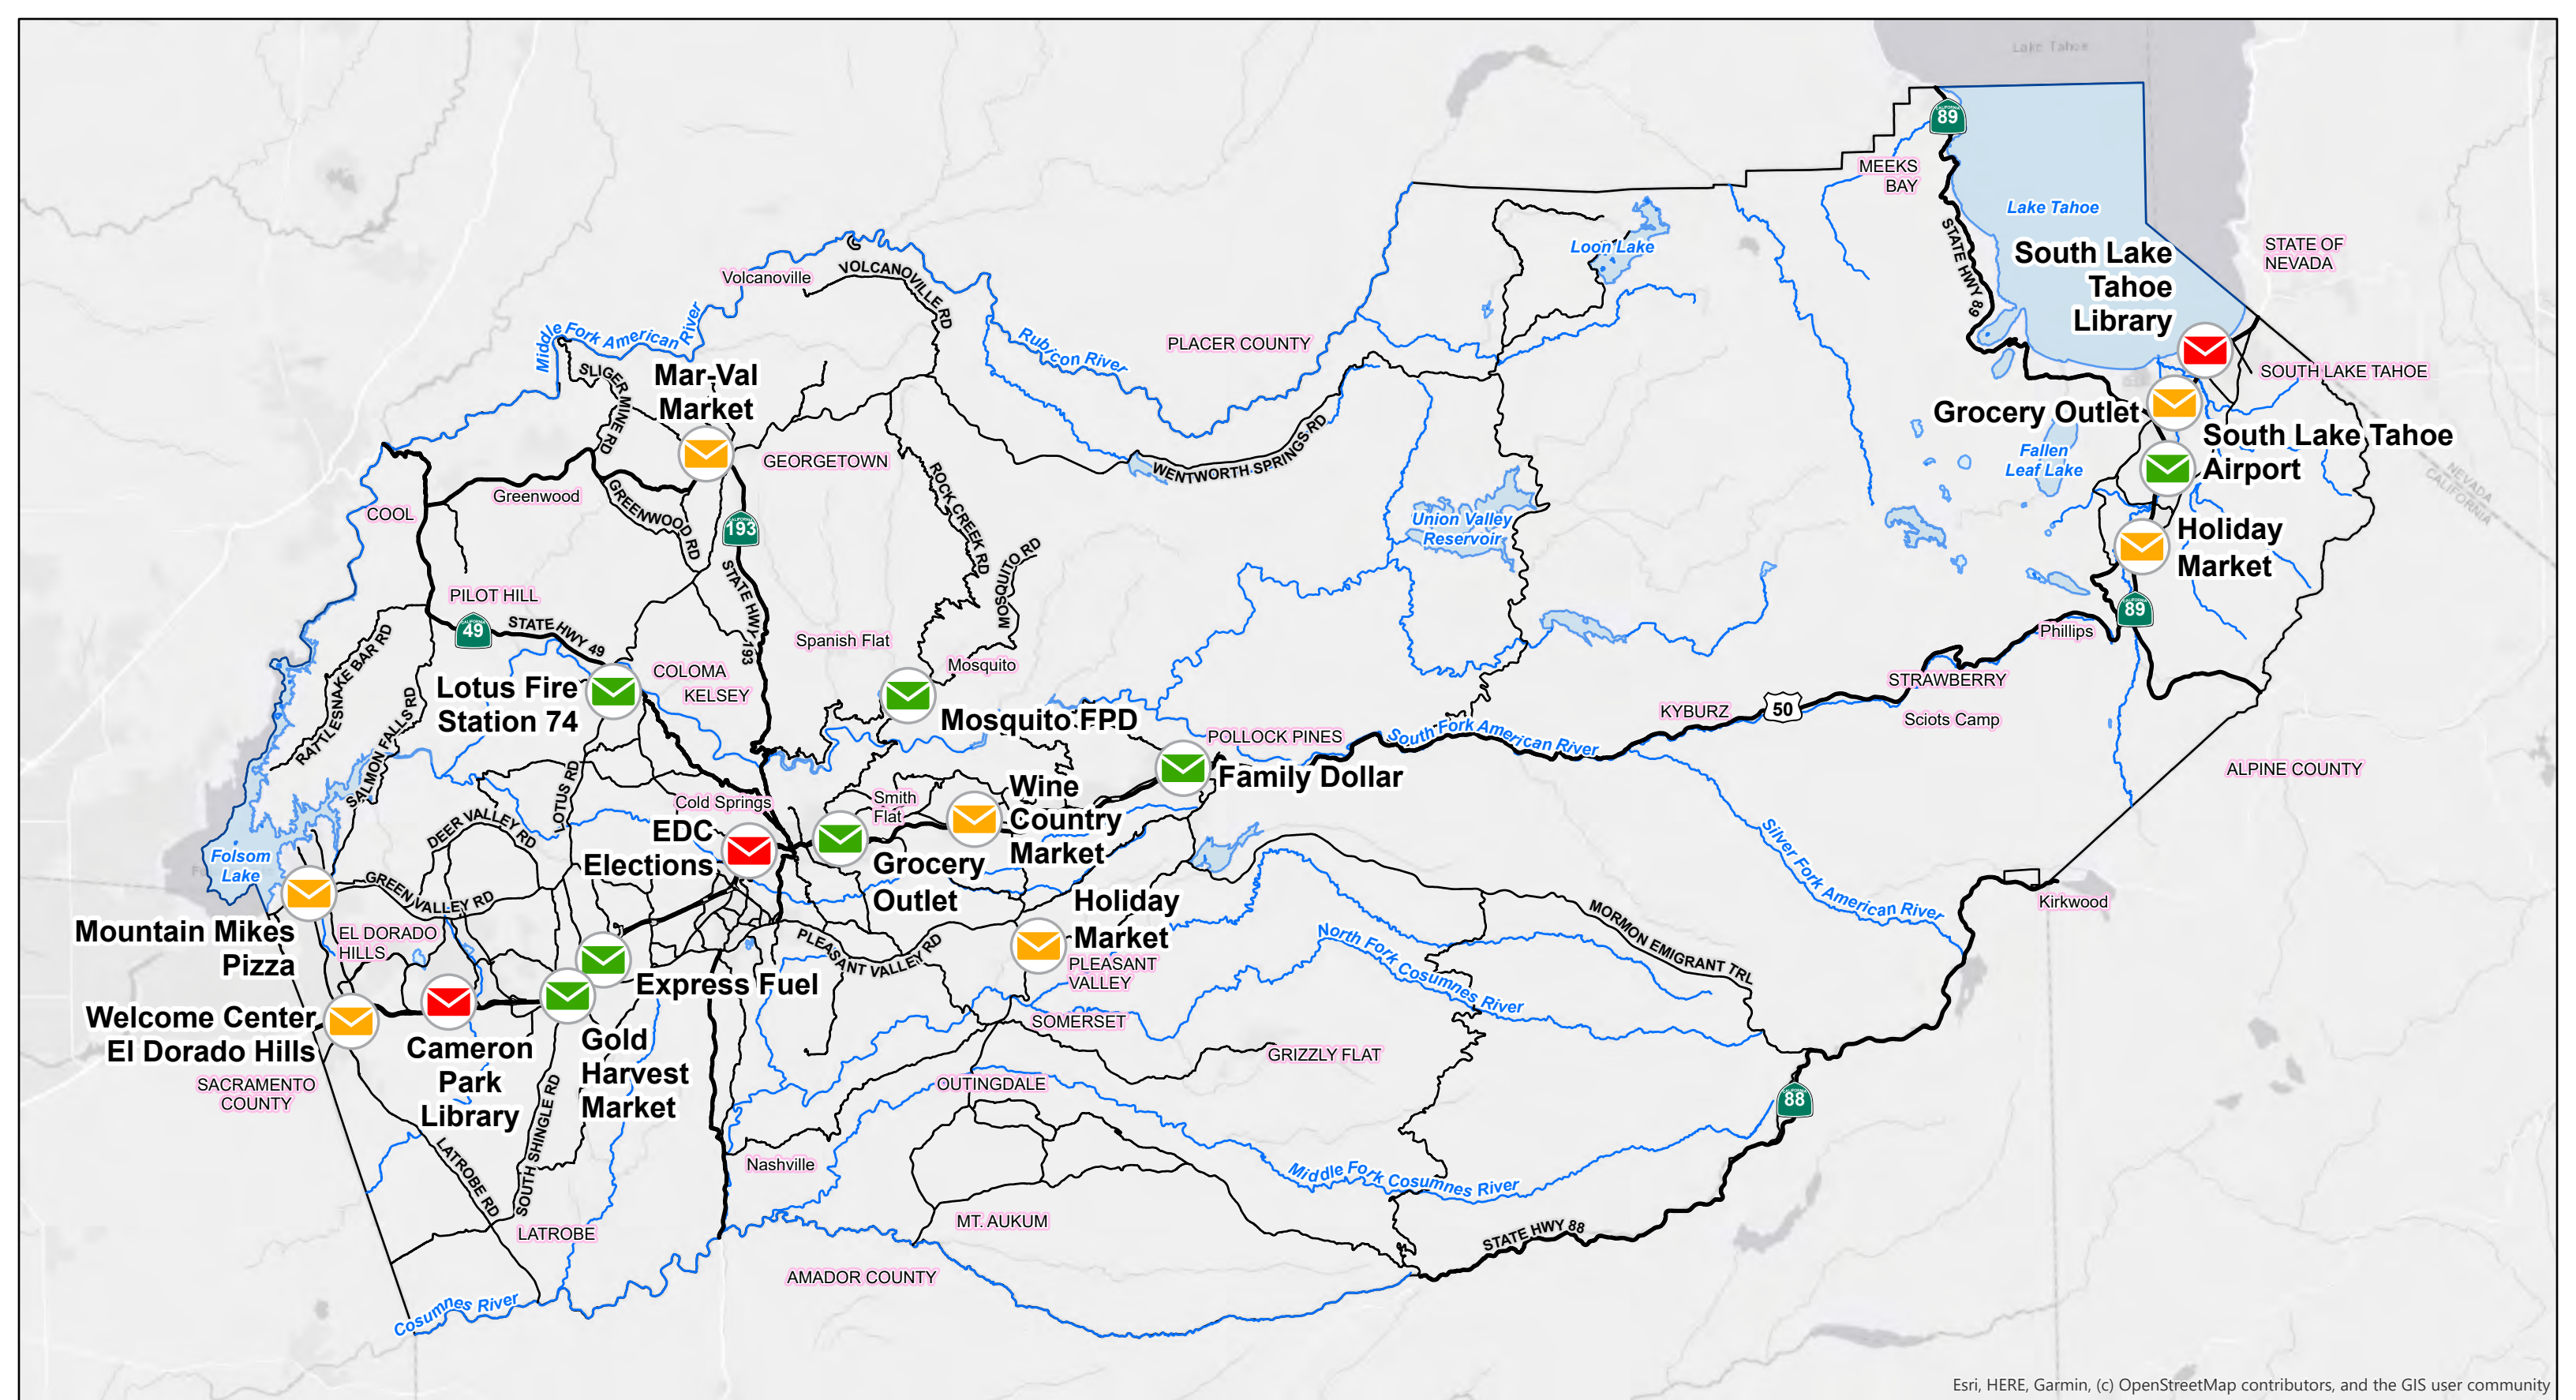 Lake Tahoe
CALIFORNIA
89
MEEKS
BAY
Lake Tahoe
STATE HWY 89
Loon Lake
South Lake
Tahoe
Library
STATE OF
NEVADA
Volcanoville
VOLCANOVILLE RD
Middle Fork American River
Rubicon River
PLACER COUNTY
SOUTH LAKE TAHOE
SLIGER MINE RD
Mar-Val
Market
Grocery Outlet
South Lake Tahoe
Airport
Fallen
Leaf Lake
NEVADA
CALIFORNIA
WENTWORTH SPRINGS RD
GEORGETOWN
Greenwood
GREENWOOD RD
ROCK CREEK RD
COOL
CALIFORNIA
193
STATE HWY 193
Union Valley
Reservoir
Holiday
Market
MOSQUITO RD
PILOT HILL
CALIFORNIA
49
STATE HWY 49
CALIFORNIA
89
Phillips
RATTLESNAKE BAR RD
Spanish Flat
Mosquito
COLOMA
KELSEY
STRAWBERRY
Lotus Fire
Station 74
SALMON FALLS RD
Mosquito FPD
KYBURZ
50
Sciots Camp
POLLOCK PINES
South Fork American River
Family Dollar
ALPINE COUNTY
LOTUS RD
Cold Springs
Smith
Flat
Wine
Country
Market
DEER VALLEY RD
EDC
Elections
Grocery
Outlet
Silver Fork American River
Folsom
Lake
GREEN VALLEY RD
Holiday
Market
MORMON EMIGRANT TRL
Kirkwood
Mountain Mikes
Pizza
EL DORADO
HILLS
PLEASANT VALLEY RD
PLEASANT
VALLEY
North Fork Cosumnes River
Express Fuel
Welcome Center
El Dorado Hills
SOMERSET
Cameron
Park
Library
Gold
Harvest
Market
GRIZZLY FLAT
SACRAMENTO
COUNTY
OUTINGDALE
CALIFORNIA
88
LATROBE RD
SOUTH SHINGLE RD
Nashville
Middle Fork Cosumnes River
LATROBE
MT. AUKUM
STATE HWY 88
AMADOR COUNTY
Cosumnes River
Esri, HERE, Garmin, (c) OpenStreetMap contributors, and the GIS user community